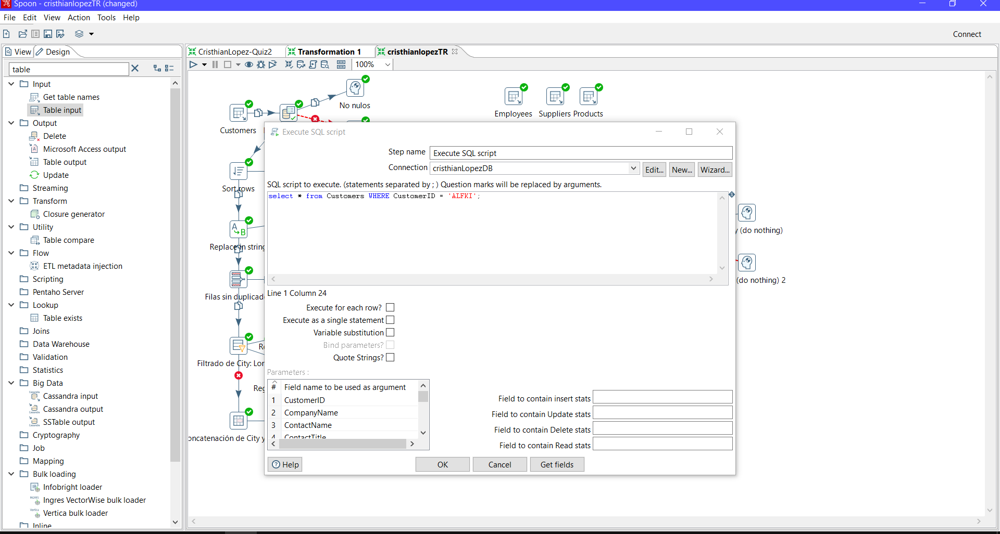 Spoon - cristhianlopezTR (changed)
File Edit View Action Tools Help
Connect
View Design
table
Input
Get table names
Table input
Output
Delete
Microsoft Access output
Table output
Update
Streaming
Transform
Closure generator
Utility
Table compare
Flow
ETL metadata injection
Scripting
Pentaho Server
Lookup
Table exists
Joins
Data Warehouse
Validation
Statistics
Big Data
Cassandra input
Cassandra output
SSTable output
Cryptography
Job
Mapping
Bulk loading
Infobright loader
Ingres VectorWise bulk loader
Vertica bulk loader
Inline
CristhianLopez-Quiz2 Transformation 1 cristhianlopezTR
100%
No nulos
Customers
Employees Suppliers Products
Sort rows
Replace in string
Filas sin duplicad
Filtrado de City: Lor
Re
Reg
oncatenación de City y
y (do nothing)
(do nothing) 2
Execute SQL script
Step name Execute SQL script
Connection cristhianLopezDB Edit... New... Wizard...
SQL script to execute. (statements separated by ; ) Question marks will be replaced by arguments.
select * from Customers WHERE CustomerID = 'ALFKI';
Line 1 Column 24
Execute for each row?
Execute as a single statement
Variable substitution
Bind parameters?
Quote Strings?
Parameters :
# Field name to be used as argument
1 CustomerID
2 CompanyName
3 ContactName
4 ContactTitle
Field to contain insert stats
Field to contain Update stats
Field to contain Delete stats
Field to contain Read stats
Help OK Cancel Get fields